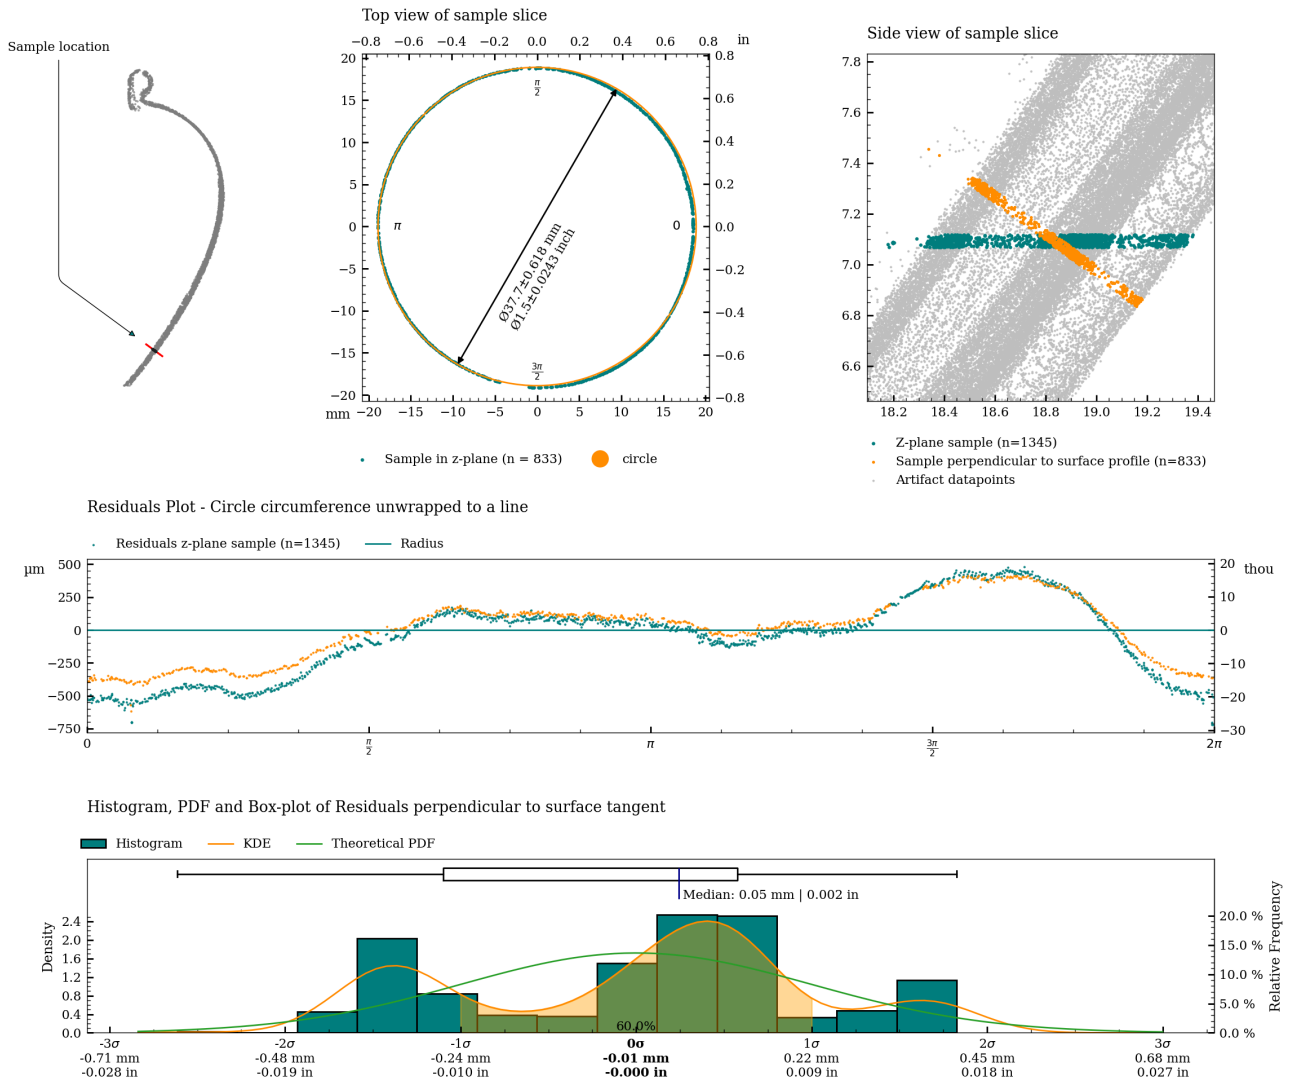 Sample location
Top view of sample slice
−0.8 −0.6 −0.4 −0.2 0.0 0.2 0.4 0.6 0.8 in
20
15
10
5
0
−5
−10
−15
−20
0.8
0.6
0.4
0.2
0.0
−0.2
−0.4
−0.6
−0.8
π/2
π
0
3π/2
Ø37.7±0.618 mm
Ø1.5±0.0243 inch
mm −20 −15 −10 −5 0 5 10 15 20
Sample in z-plane (n = 833) circle
Side view of sample slice
7.8
7.6
7.4
7.2
7.0
6.8
6.6
18.2 18.4 18.6 18.8 19.0 19.2 19.4
Z-plane sample (n=1345)
Sample perpendicular to surface profile (n=833)
Artifact datapoints
Residuals Plot - Circle circumference unwrapped to a line
Residuals z-plane sample (n=1345) Radius
µm
500
250
0
−250
−500
−750
thou
20
10
0
−10
−20
−30
0 π/2 π 3π/2 2π
Histogram, PDF and Box-plot of Residuals perpendicular to surface tangent
Histogram KDE Theoretical PDF
Median: 0.05 mm | 0.002 in
Density
2.4
2.0
1.6
1.2
0.8
0.4
0.0
Relative Frequency
20.0 %
15.0 %
10.0 %
5.0 %
0.0 %
60.0%
-3σ -2σ -1σ 0σ 1σ 2σ 3σ
-0.71 mm -0.48 mm -0.24 mm -0.01 mm 0.22 mm 0.45 mm 0.68 mm
-0.028 in -0.019 in -0.010 in -0.000 in 0.009 in 0.018 in 0.027 in